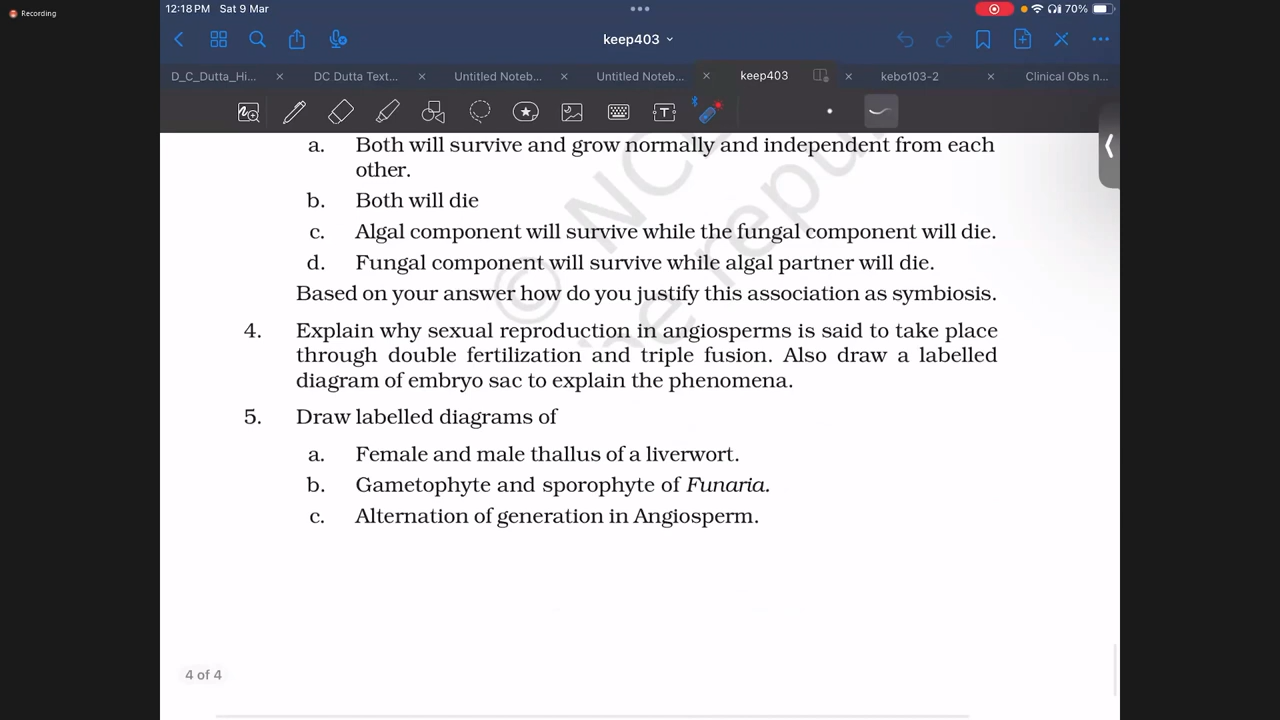 Recording
12:18 PM Sat 9 Mar
70%
keep403
D_C_Dutta_Hi...
DC Dutta Text...
Untitled Noteb...
Untitled Noteb...
keep403
kebo103-2
Clinical Obs n...
a. Both will survive and grow normally and independent from each
other.
b. Both will die
c. Algal component will survive while the fungal component will die.
d. Fungal component will survive while algal partner will die.
Based on your answer how do you justify this association as symbiosis.
4. Explain why sexual reproduction in angiosperms is said to take place
through double fertilization and triple fusion. Also draw a labelled
diagram of embryo sac to explain the phenomena.
5. Draw labelled diagrams of
a. Female and male thallus of a liverwort.
b. Gametophyte and sporophyte of Funaria.
c. Alternation of generation in Angiosperm.
4 of 4